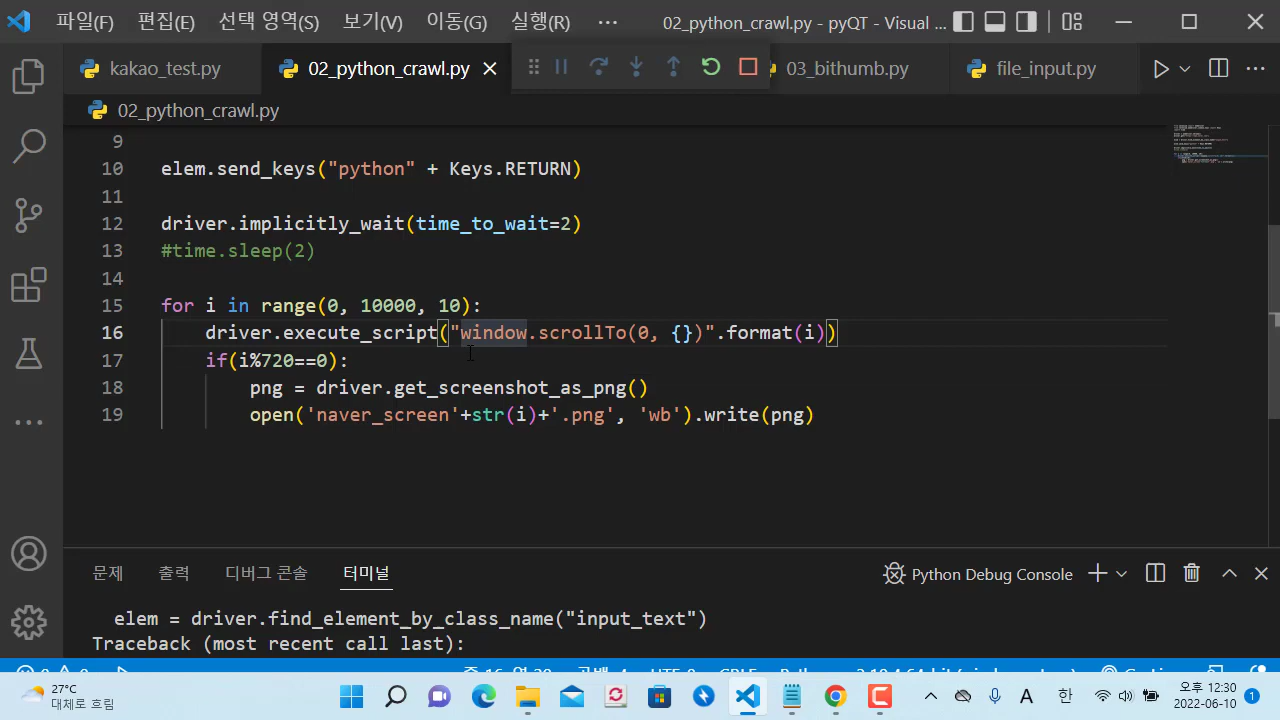 파일(F) 편집(E) 선택 영역(S) 보기(V) 이동(G) 실행(R) ··· 02_python_crawl.py - pyQT - Visual ...
kakao_test.py 02_python_crawl.py 03_bithumb.py file_input.py
02_python_crawl.py
9
10 elem.send_keys("python" + Keys.RETURN)
11
12 driver.implicitly_wait(time_to_wait=2)
13 #time.sleep(2)
14
15 for i in range(0, 10000, 10):
16 driver.execute_script("window.scrollTo(0, {})".format(i))
17 if(i%720==0):
18 png = driver.get_screenshot_as_png()
19 open('naver_screen'+str(i)+'.png', 'wb').write(png)
문제 출력 디버그 콘솔 터미널 Python Debug Console
elem = driver.find_element_by_class_name("input_text")
Traceback (most recent call last):
27°C
대체로 흐림
A 한 오후 12:30
2022-06-10 1